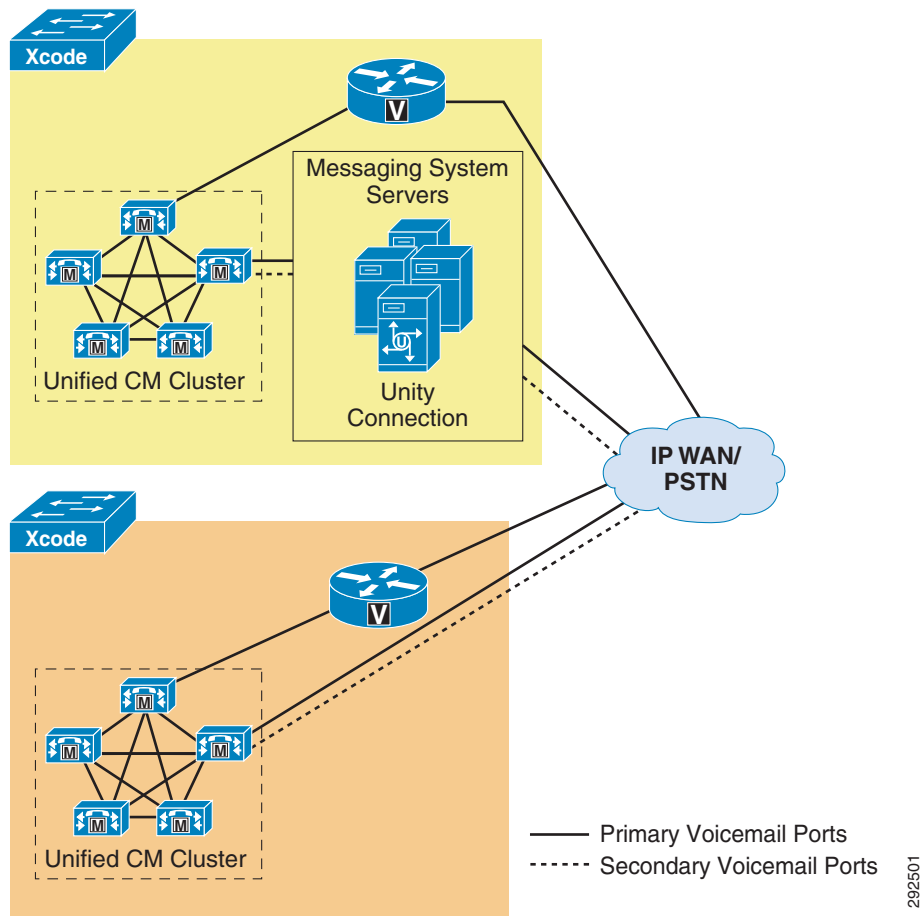 Xcode
V
Messaging System
Servers
M
M
M
M
M
U
Unified CM Cluster
Unity
Connection
IP WAN/
PSTN
Xcode
V
M
M
M
M
M
Unified CM Cluster
Primary Voicemail Ports
Secondary Voicemail Ports
292501